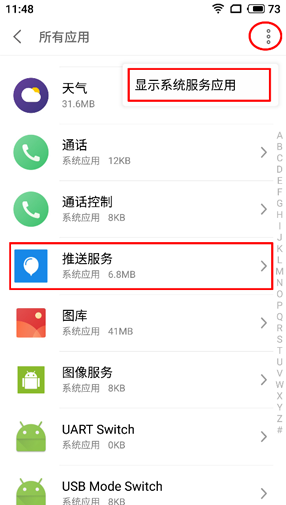 11:48
73
所有应用
显示系统服务应用
天气
31.6MB
通话
系统应用 12KB
通话控制
系统应用 8KB
推送服务
系统应用 6.8MB
图库
系统应用 41MB
图像服务
系统应用 8KB
UART Switch
系统应用 0KB
USB Mode Switch
系统应用 8KB
A
B
C
D
E
F
G
H
I
J
K
L
M
N
O
P
Q
R
S
T
U
V
W
X
Y
Z
#